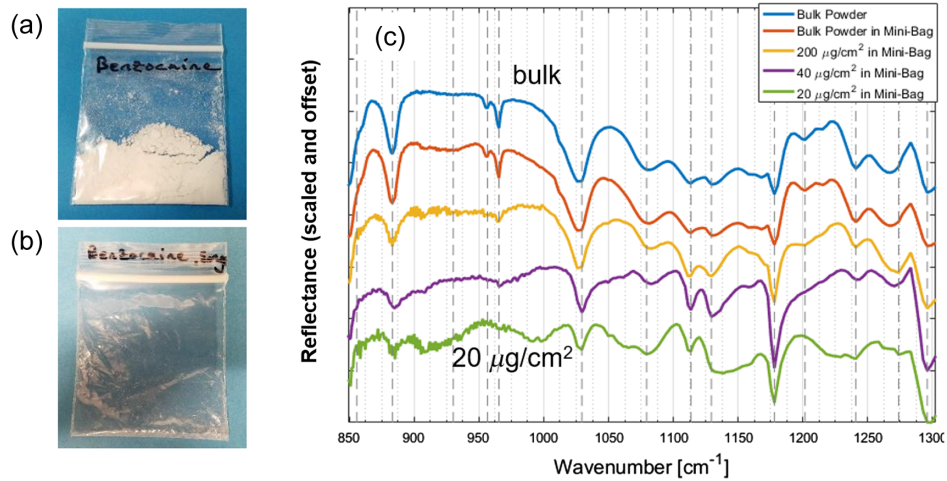 (a)
Benzocaine
(b)
Benzocaine, 2mg
(c)
Bulk Powder
Bulk Powder in Mini-Bag
200 μg/cm² in Mini-Bag
40 μg/cm² in Mini-Bag
20 μg/cm² in Mini-Bag
bulk
20 μg/cm²
Reflectance (scaled and offset)
850 900 950 1000 1050 1100 1150 1200 1250 1300
Wavenumber [cm⁻¹]